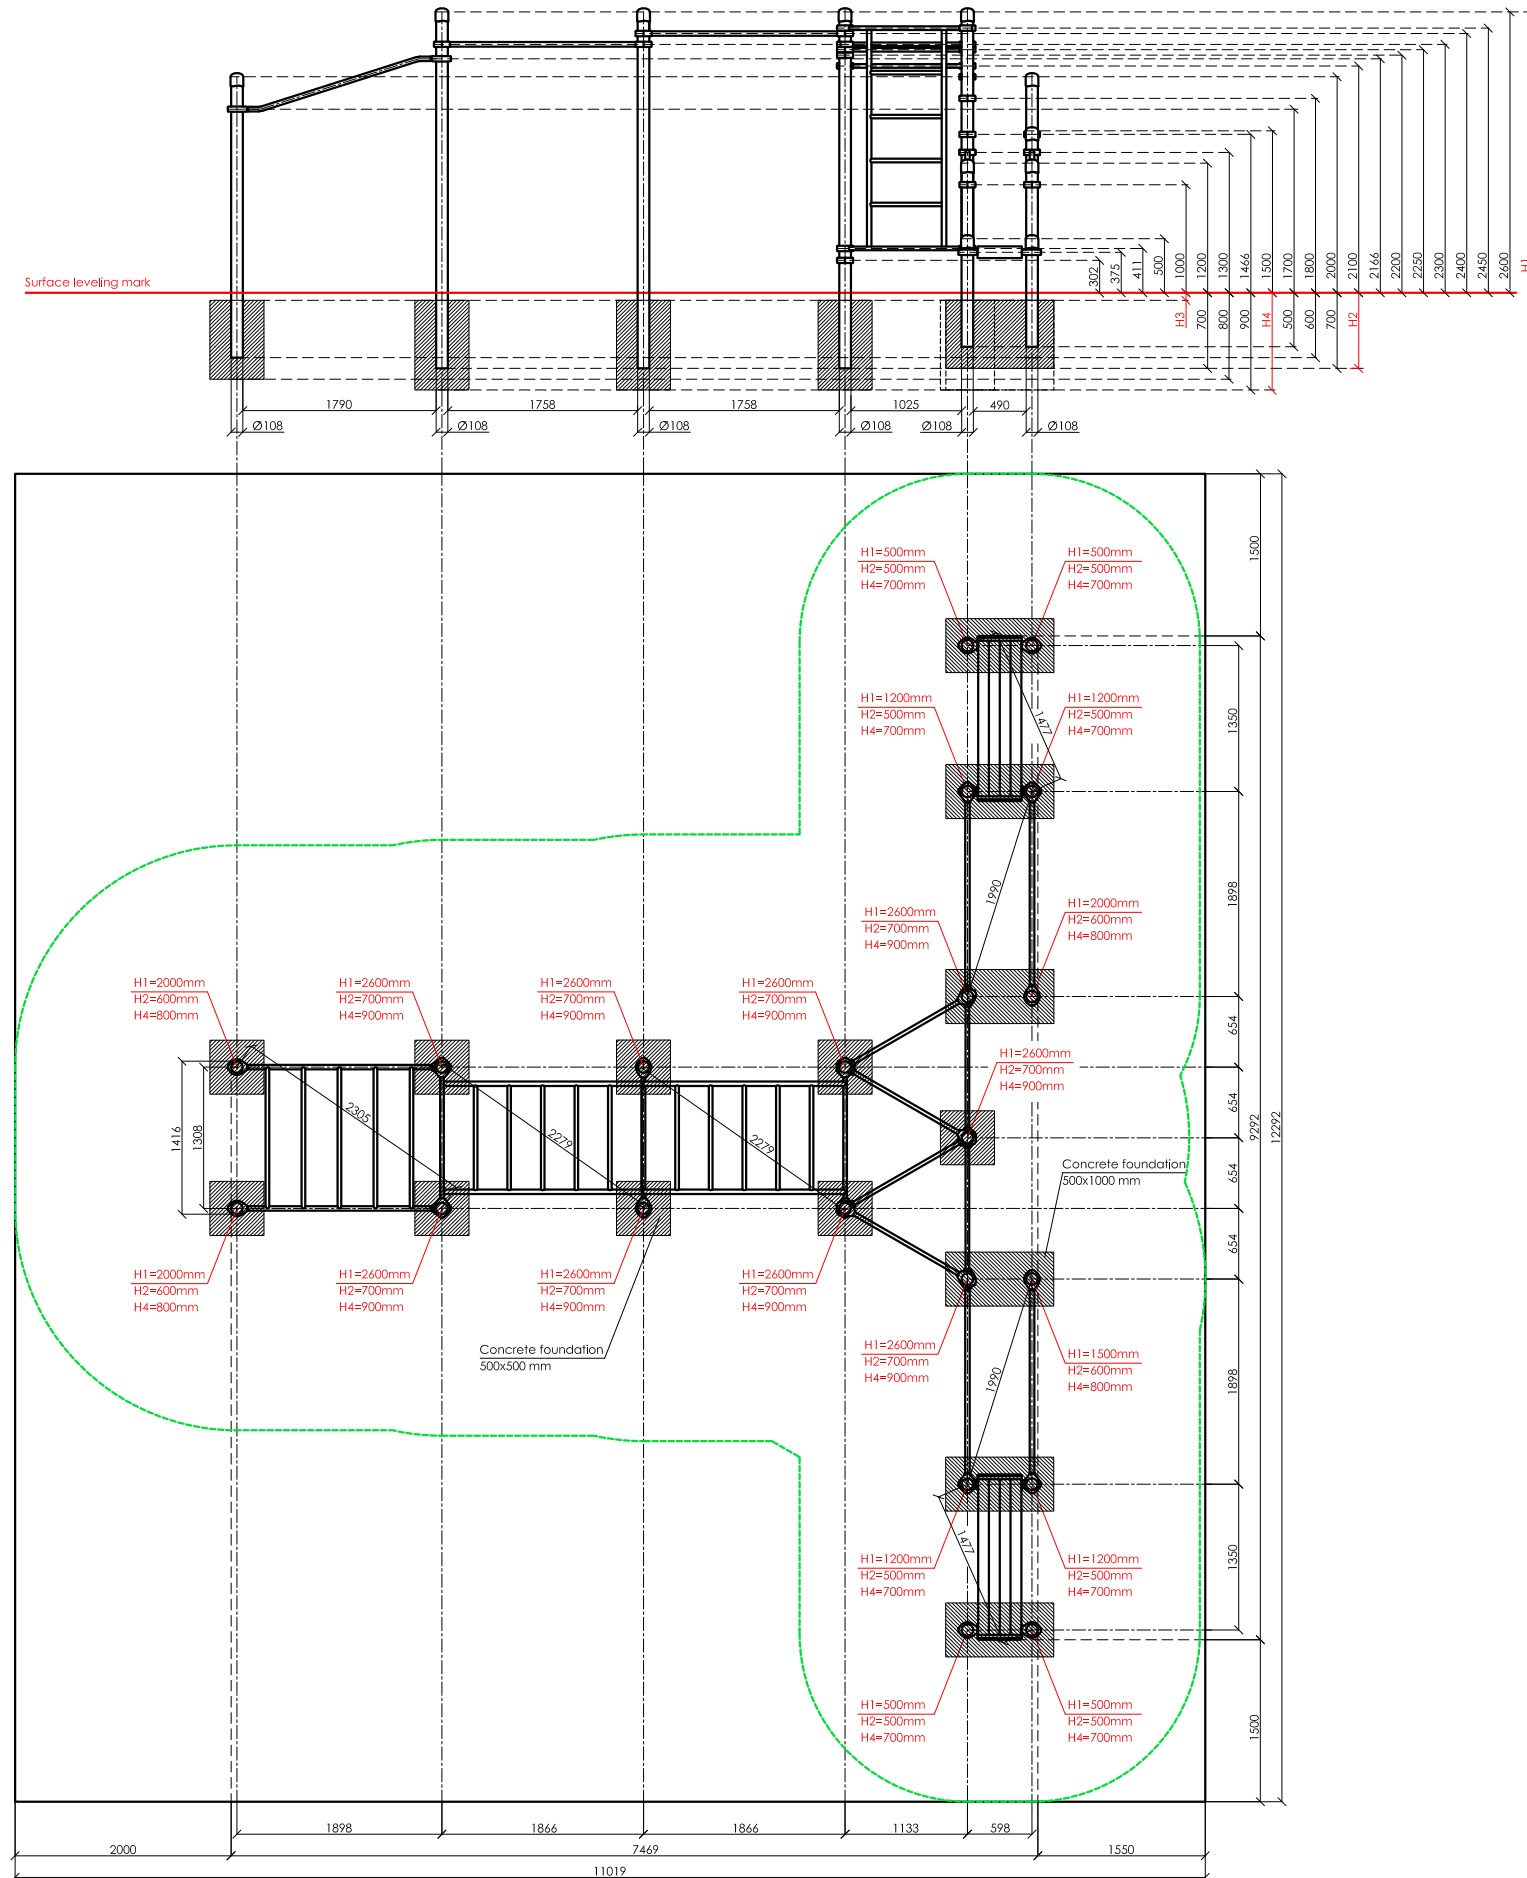 Surface leveling mark
302
375
411
500
1000
1200
1300
1466
1500
1700
1800
2000
2100
2166
2200
2250
2300
2400
2450
2600
H1
H3
700
800
900
H4
500
600
700
H2
1790
1758
1758
1025
490
Ø108
Ø108
Ø108
Ø108
Ø108
Ø108
H1=500mm
H2=500mm
H4=700mm
H1=500mm
H2=500mm
H4=700mm
1500
H1=1200mm
H2=500mm
H4=700mm
H1=1200mm
H2=500mm
H4=700mm
1477
1350
H1=2600mm
H2=700mm
H4=900mm
1990
H1=2000mm
H2=600mm
H4=800mm
1898
H1=2000mm
H2=600mm
H4=800mm
H1=2600mm
H2=700mm
H4=900mm
H1=2600mm
H2=700mm
H4=900mm
H1=2600mm
H2=700mm
H4=900mm
H1=2600mm
H2=700mm
H4=900mm
654
654
654
654
1416
1308
2305
2279
2279
9292
12292
Concrete foundation
500x1000 mm
H1=2000mm
H2=600mm
H4=800mm
H1=2600mm
H2=700mm
H4=900mm
H1=2600mm
H2=700mm
H4=900mm
H1=2600mm
H2=700mm
H4=900mm
Concrete foundation
500x500 mm
H1=2600mm
H2=700mm
H4=900mm
1990
H1=1500mm
H2=600mm
H4=800mm
1898
H1=1200mm
H2=500mm
H4=700mm
1477
H1=1200mm
H2=500mm
H4=700mm
1350
H1=500mm
H2=500mm
H4=700mm
H1=500mm
H2=500mm
H4=700mm
1500
1898
1866
1866
1133
598
2000
7469
1550
11019